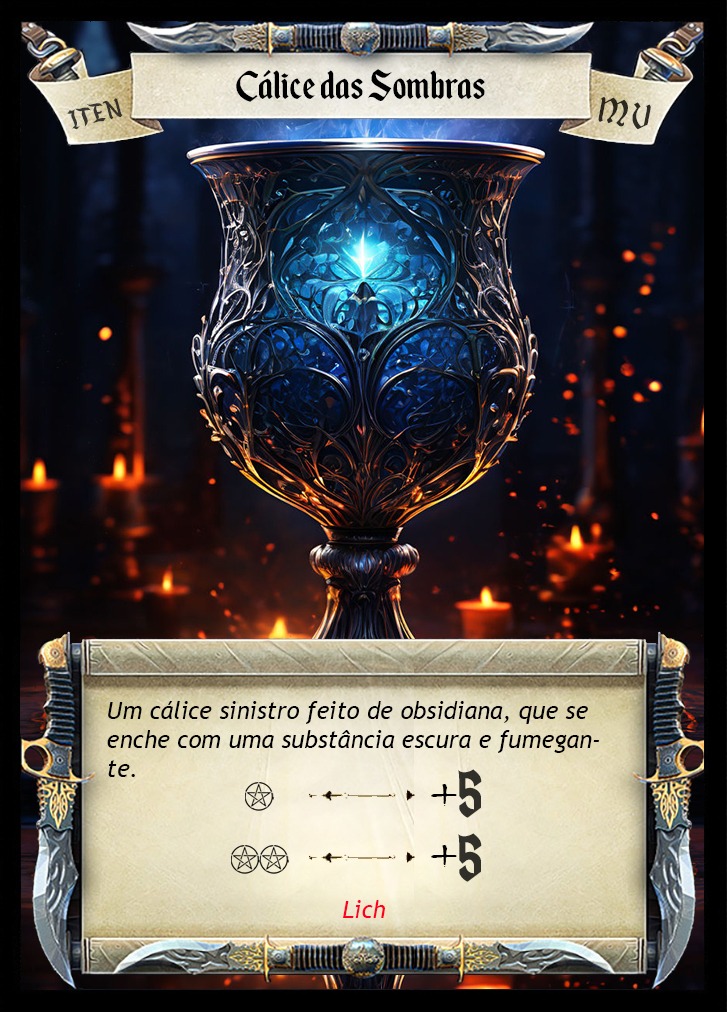 Cálice das Sombras
ITEN
MU
Um cálice sinistro feito de obsidiana, que se
enche com uma substância escura e fumegan-
te.
+5
+5
Lich